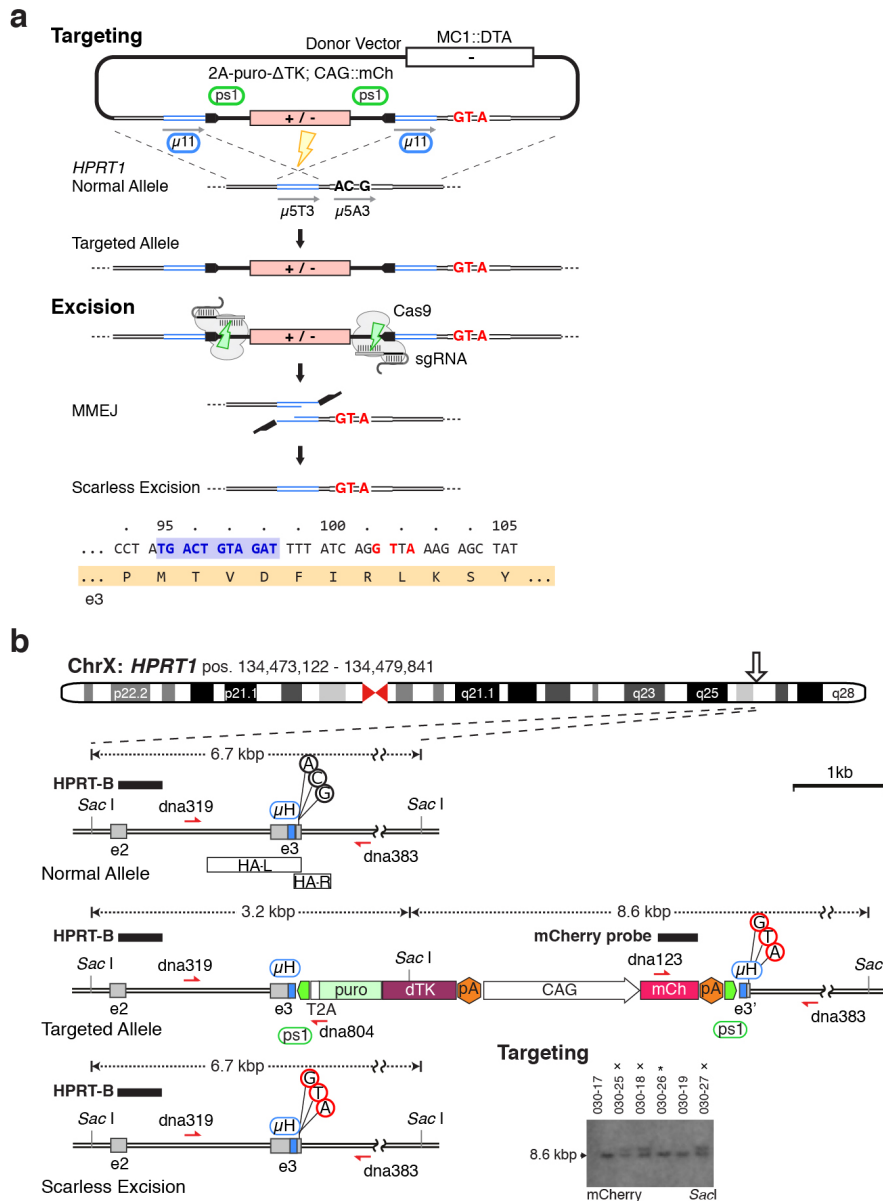 a
Targeting
Donor Vector
MC1::DTA
-
2A-puro-ΔTK; CAG::mCh
ps1
ps1
+ / -
GT-A
µ11
µ11
HPRT1
Normal Allele
AC G
µ5T3
µ5A3
Targeted Allele
+ / -
GT-A
Excision
Cas9
+ / -
GT-A
sgRNA
MMEJ
GT-A
Scarless Excision
GT-A
. 95 . . . . 100 . . . . 105
... CCT ATG ACT GTA GAT TTT ATC AGG TTA AAG AGC TAT
... P M T V D F I R L K S Y ...
e3
b
ChrX: HPRT1 pos. 134,473,122 - 134,479,841
p22.2 p21.1 q21.1 q23 q25 q28
6.7 kbp
1kb
HPRT-B
A
C
G
Sac I
dna319
µH
Sac I
e2
e3
dna383
HA-L
HA-R
Normal Allele
3.2 kbp
8.6 kbp
HPRT-B
mCherry probe
G
T
A
Sac I
dna319
µH
Sac I
dna123
µH
Sac
puro
dTK
pA
CAG
mCh
pA
e2
e3
T2A
e3'
Targeted Allele
ps1
dna804
ps1
dna383
6.7 kbp
HPRT-B
G
T
A
Sac I
dna319
µH
Sac I
e2
e3
dna383
Scarless Excision
Targeting
030-17
030-25 ×
030-18 ×
030-26 *
030-19
030-27 ×
8.6 kbp
mCherry
SacI